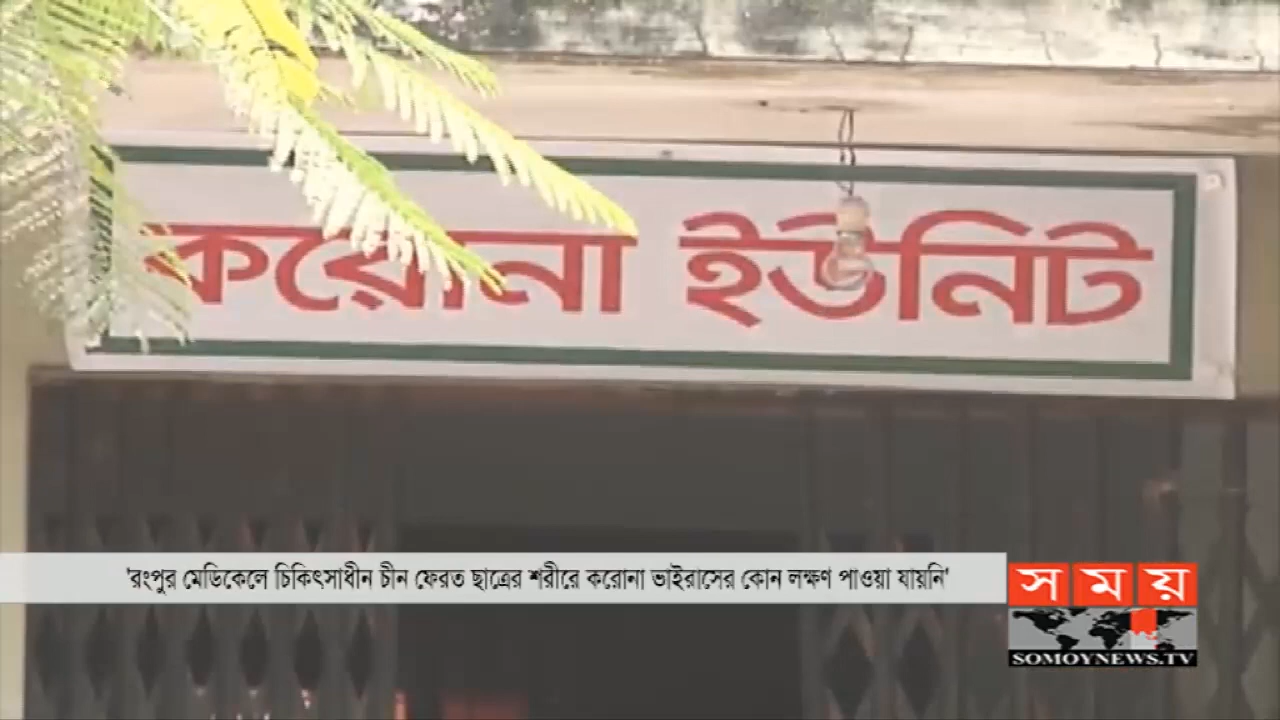 করোনা ইউনিট
'রংপুর মেডিকেলে চিকিৎসাধীন চীন ফেরত ছাত্রের শরীরে করোনা ভাইরাসের কোন লক্ষণ পাওয়া যায়নি'
সময়
SOMOYNEWS.TV